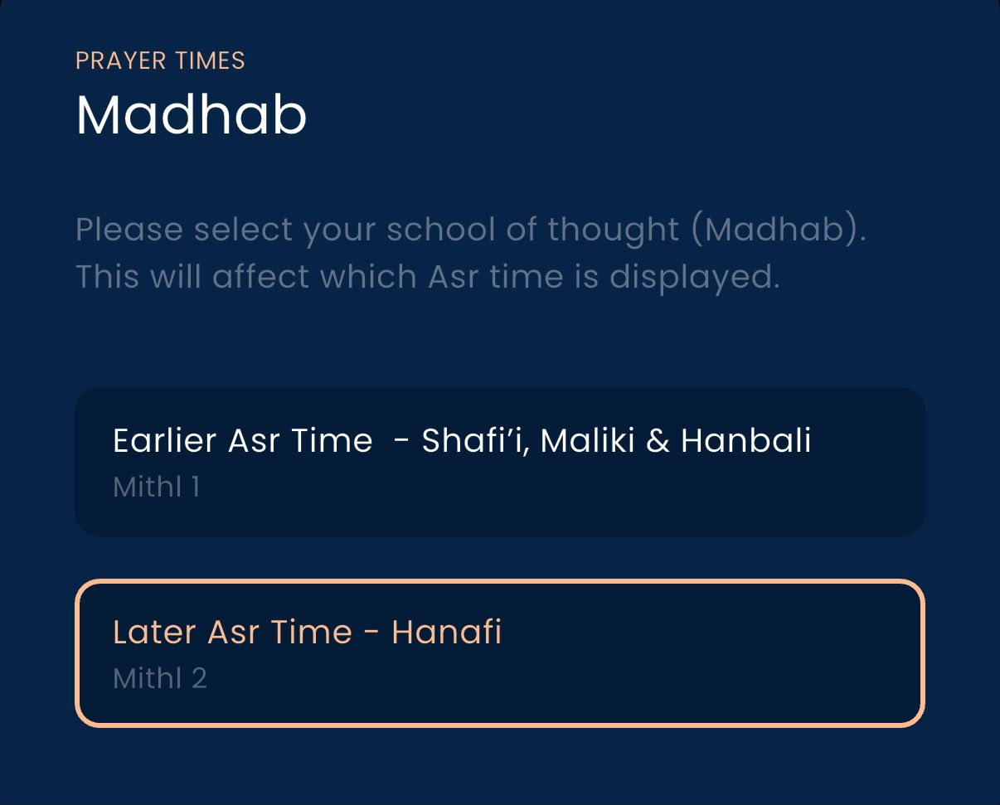 PRAYER TIMES
Madhab
Please select your school of thought (Madhab).
This will affect which Asr time is displayed.
Earlier Asr Time  - Shafi’i, Maliki & Hanbali
Mithl 1
Later Asr Time - Hanafi
Mithl 2